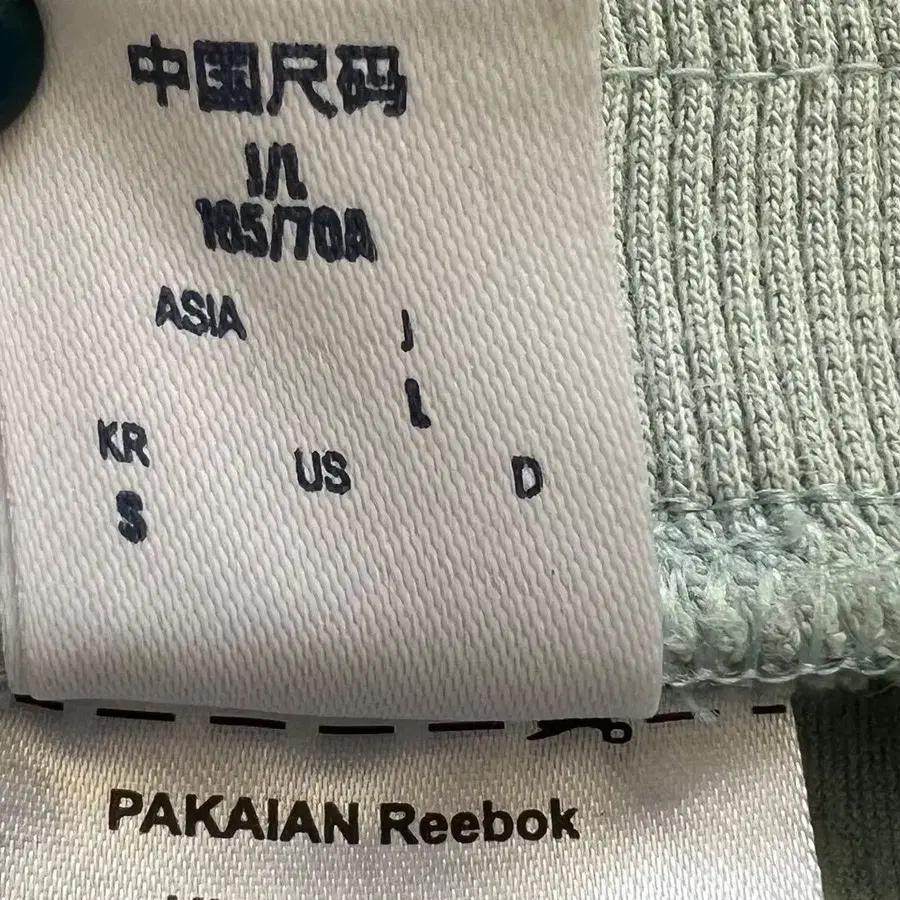 中国尺码
J/L
165/70A
ASIA J
L
KR US D
S
PAKAIAN Reebok